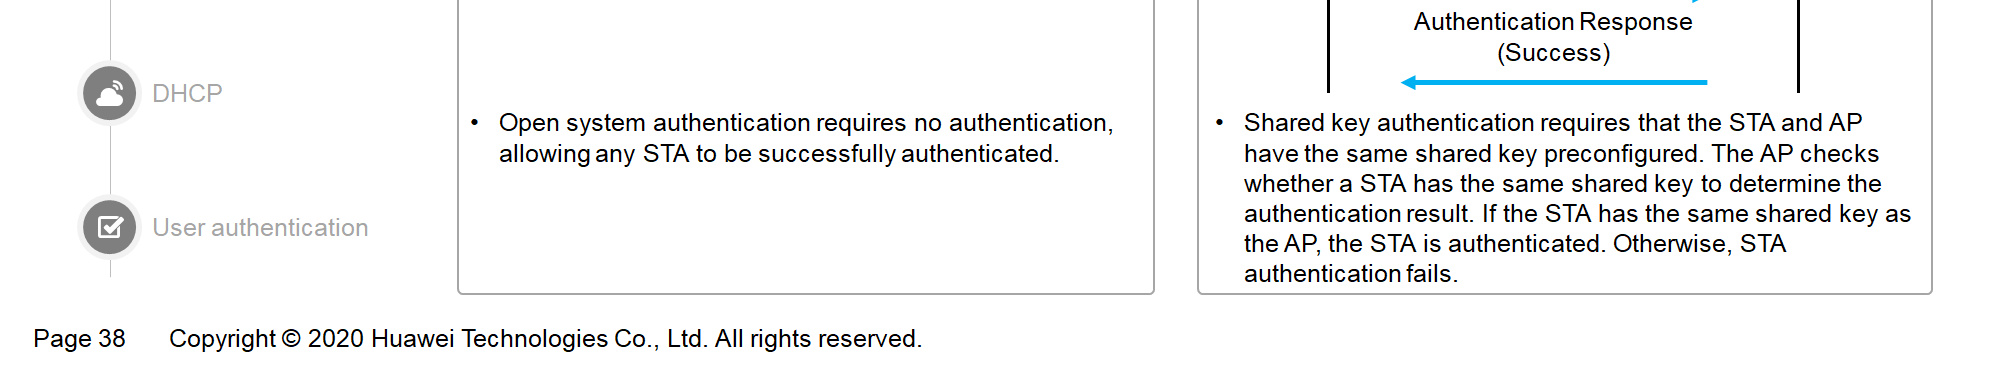 Authentication Response
(Success)
DHCP
User authentication
• Open system authentication requires no authentication,
allowing any STA to be successfully authenticated.
• Shared key authentication requires that the STA and AP
have the same shared key preconfigured. The AP checks
whether a STA has the same shared key to determine the
authentication result. If the STA has the same shared key as
the AP, the STA is authenticated. Otherwise, STA
authentication fails.
Page 38 Copyright © 2020 Huawei Technologies Co., Ltd. All rights reserved.